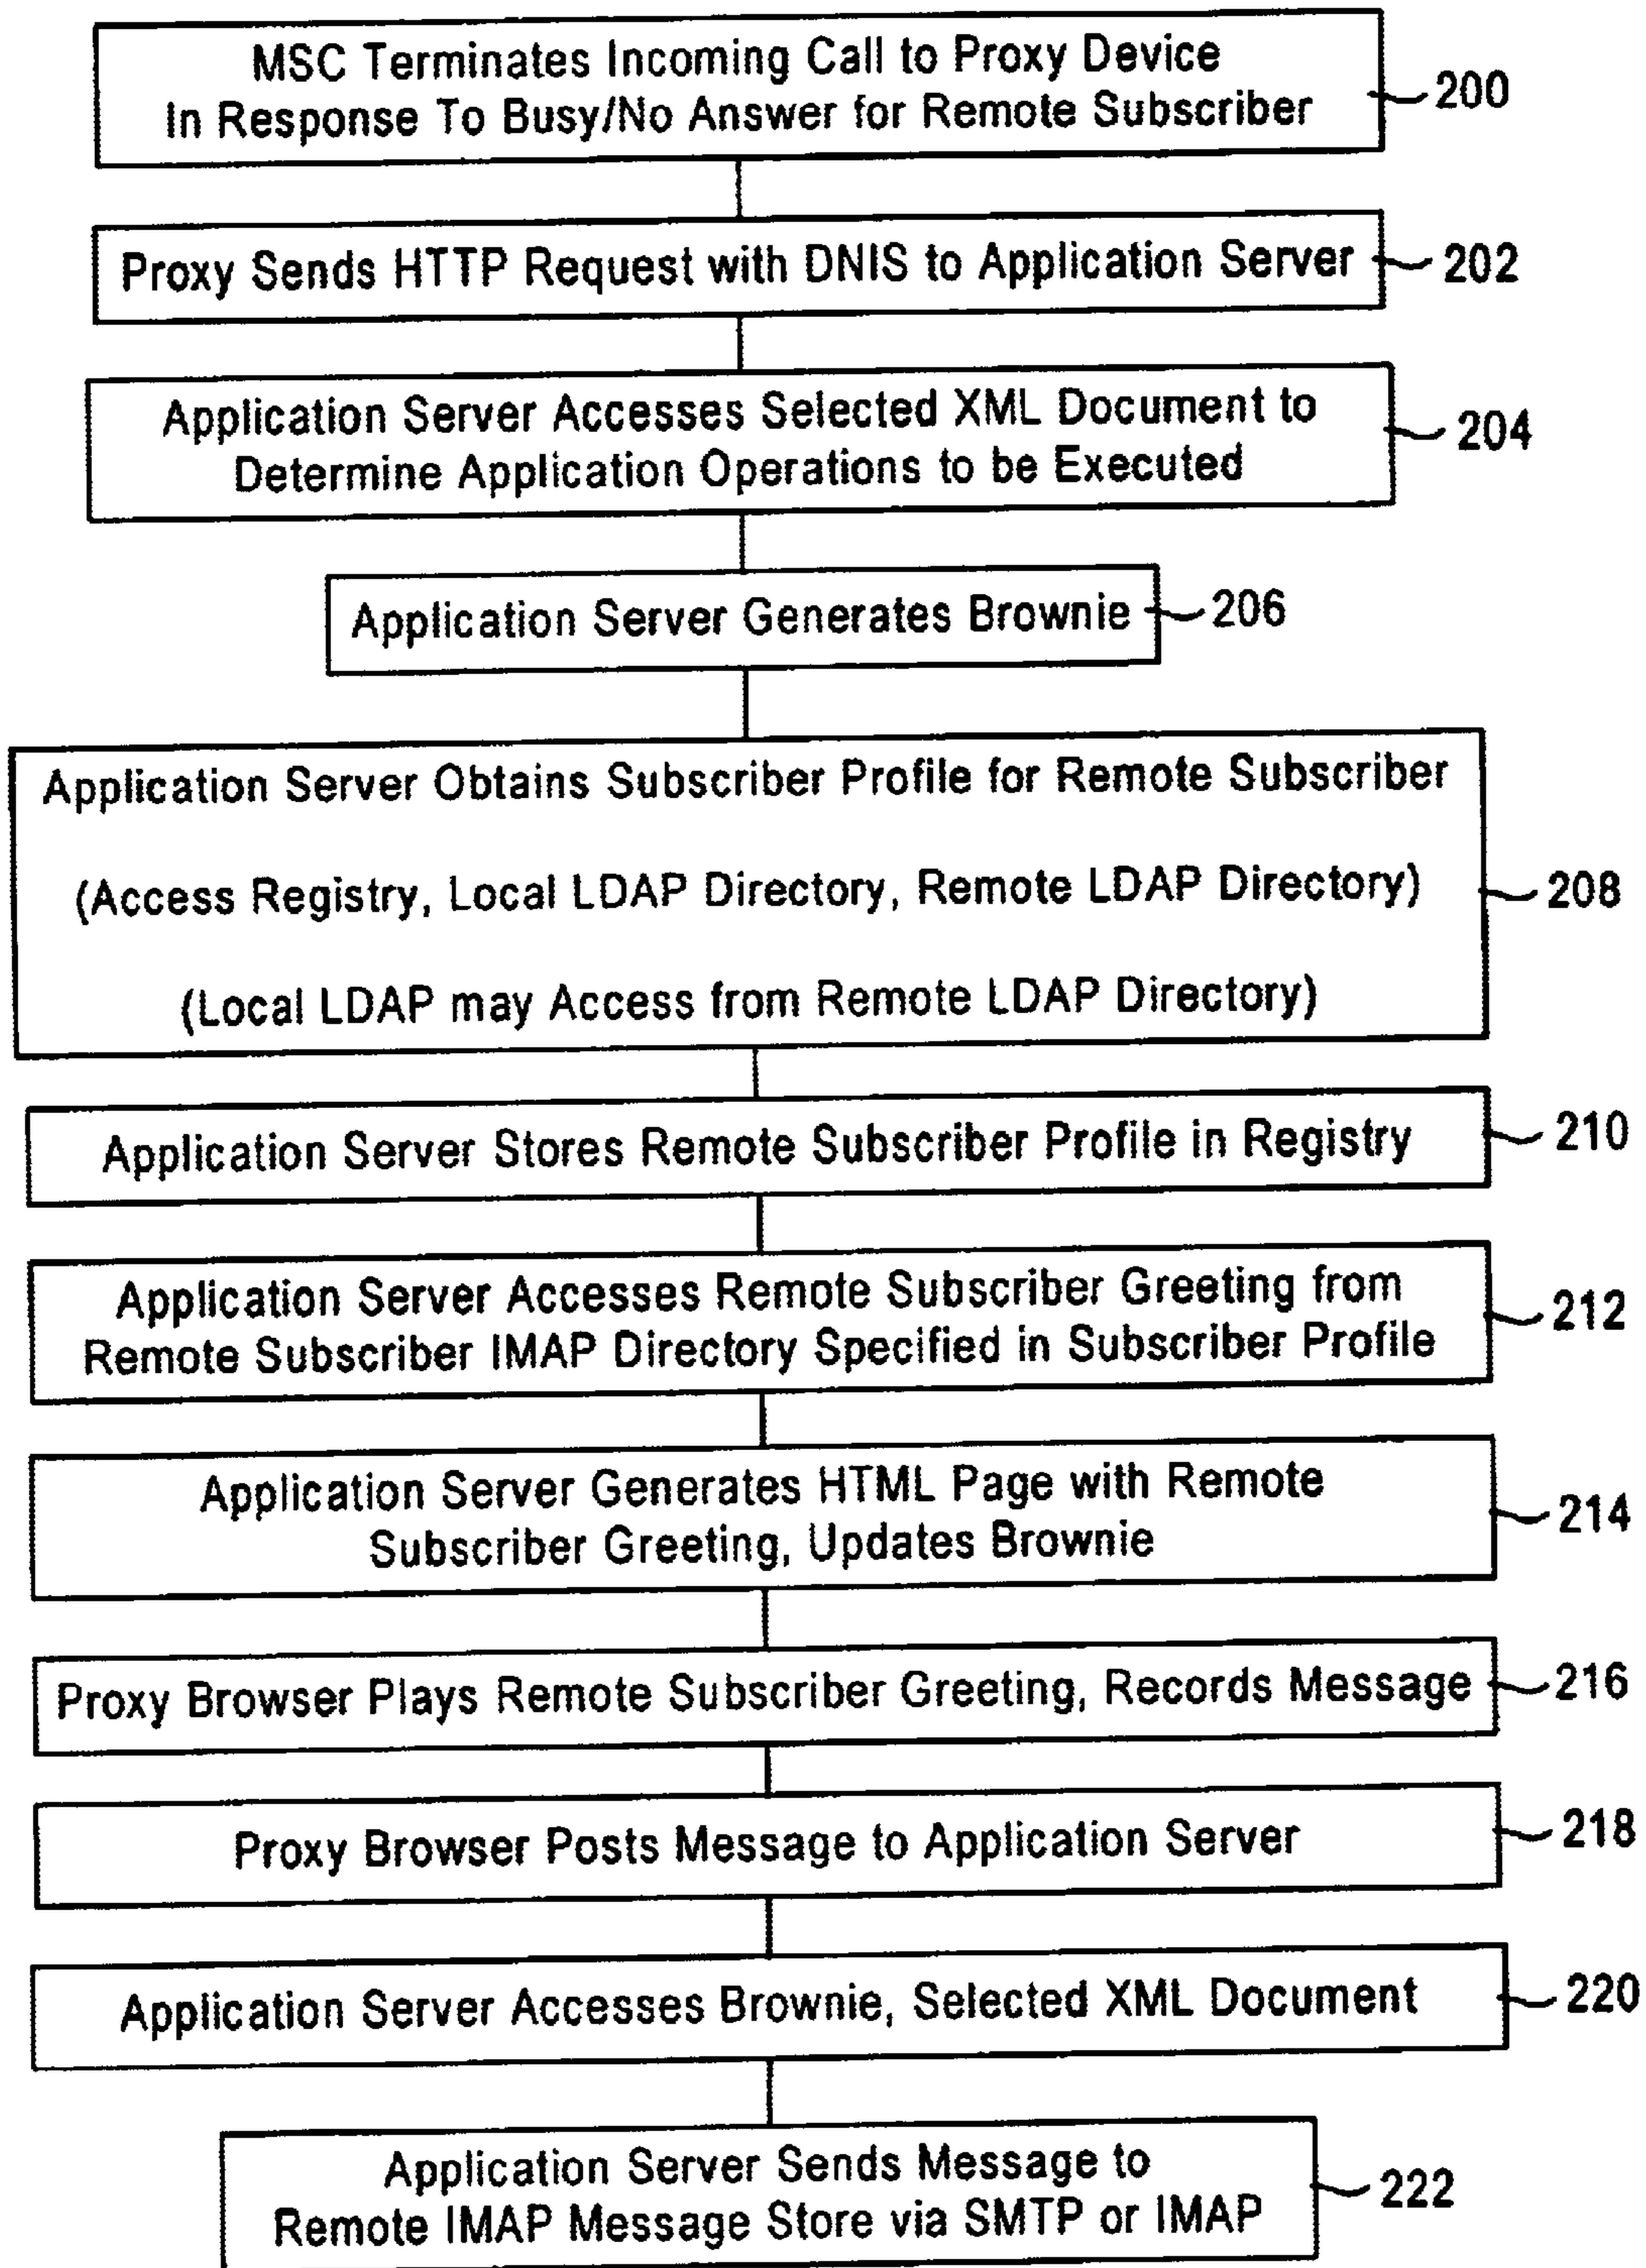 MSC Terminates Incoming Call to Proxy Device
In Response To Busy/No Answer for Remote Subscriber
200
Proxy Sends HTTP Request with DNIS to Application Server
202
Application Server Accesses Selected XML Document to
Determine Application Operations to be Executed
204
Application Server Generates Brownie
206
Application Server Obtains Subscriber Profile for Remote Subscriber
(Access Registry, Local LDAP Directory, Remote LDAP Directory)
(Local LDAP may Access from Remote LDAP Directory)
208
Application Server Stores Remote Subscriber Profile in Registry
210
Application Server Accesses Remote Subscriber Greeting from
Remote Subscriber IMAP Directory Specified in Subscriber Profile
212
Application Server Generates HTML Page with Remote
Subscriber Greeting, Updates Brownie
214
Proxy Browser Plays Remote Subscriber Greeting, Records Message
216
Proxy Browser Posts Message to Application Server
218
Application Server Accesses Brownie, Selected XML Document
220
Application Server Sends Message to
Remote IMAP Message Store via SMTP or IMAP
222